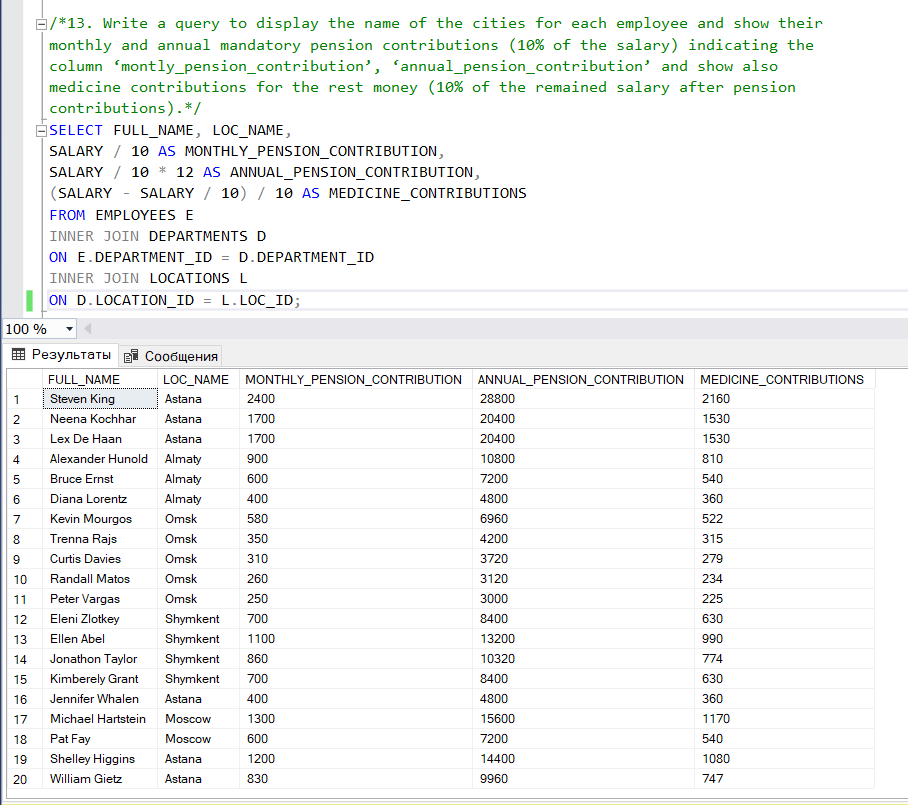 /*13. Write a query to display the name of the cities for each employee and show their
monthly and annual mandatory pension contributions (10% of the salary) indicating the
column ‘montly_pension_contribution’, ‘annual_pension_contribution’ and show also
medicine contributions for the rest money (10% of the remained salary after pension
contributions).*/
SELECT FULL_NAME, LOC_NAME,
SALARY / 10 AS MONTHLY_PENSION_CONTRIBUTION,
SALARY / 10 * 12 AS ANNUAL_PENSION_CONTRIBUTION,
(SALARY - SALARY / 10) / 10 AS MEDICINE_CONTRIBUTIONS
FROM EMPLOYEES E
INNER JOIN DEPARTMENTS D
ON E.DEPARTMENT_ID = D.DEPARTMENT_ID
INNER JOIN LOCATIONS L
ON D.LOCATION_ID = L.LOC_ID;
100 %
Результаты Сообщения
FULL_NAME LOC_NAME MONTHLY_PENSION_CONTRIBUTION ANNUAL_PENSION_CONTRIBUTION MEDICINE_CONTRIBUTIONS
1 Steven King Astana 2400 28800 2160
2 Neena Kochhar Astana 1700 20400 1530
3 Lex De Haan Astana 1700 20400 1530
4 Alexander Hunold Almaty 900 10800 810
5 Bruce Ernst Almaty 600 7200 540
6 Diana Lorentz Almaty 400 4800 360
7 Kevin Mourgos Omsk 580 6960 522
8 Trenna Rajs Omsk 350 4200 315
9 Curtis Davies Omsk 310 3720 279
10 Randall Matos Omsk 260 3120 234
11 Peter Vargas Omsk 250 3000 225
12 Eleni Zlotkey Shymkent 700 8400 630
13 Ellen Abel Shymkent 1100 13200 990
14 Jonathon Taylor Shymkent 860 10320 774
15 Kimberely Grant Shymkent 700 8400 630
16 Jennifer Whalen Astana 400 4800 360
17 Michael Hartstein Moscow 1300 15600 1170
18 Pat Fay Moscow 600 7200 540
19 Shelley Higgins Astana 1200 14400 1080
20 William Gietz Astana 830 9960 747